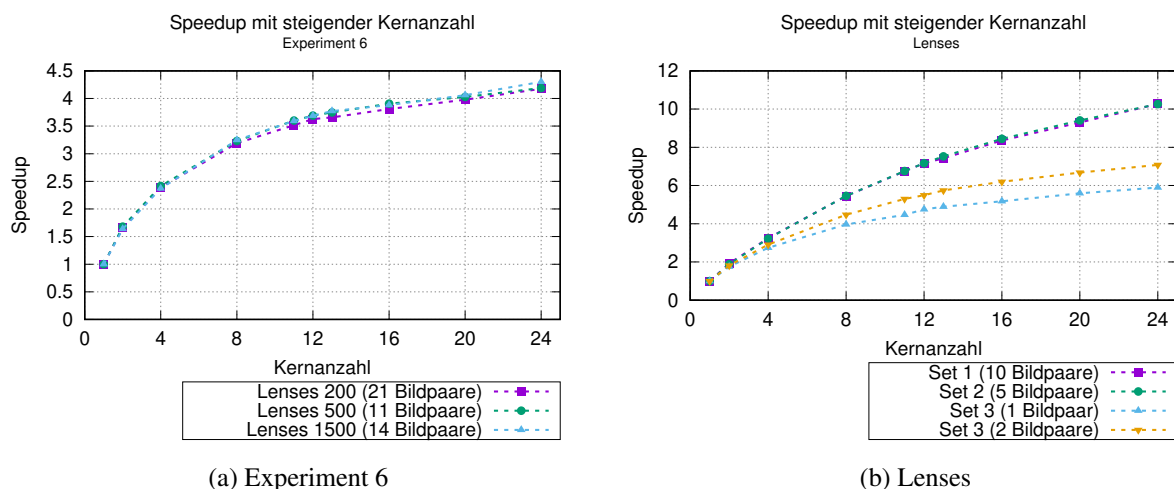 Speedup mit steigender Kernanzahl
Experiment 6
Speedup
4.5
4
3.5
3
2.5
2
1.5
1
0.5
0
0 4 8 12 16 20 24
Kernanzahl
Lenses 200 (21 Bildpaare)
Lenses 500 (11 Bildpaare)
Lenses 1500 (14 Bildpaare)
(a) Experiment 6
Speedup mit steigender Kernanzahl
Lenses
Speedup
12
10
8
6
4
2
0
0 4 8 12 16 20 24
Kernanzahl
Set 1 (10 Bildpaare)
Set 2 (5 Bildpaare)
Set 3 (1 Bildpaar)
Set 3 (2 Bildpaare)
(b) Lenses